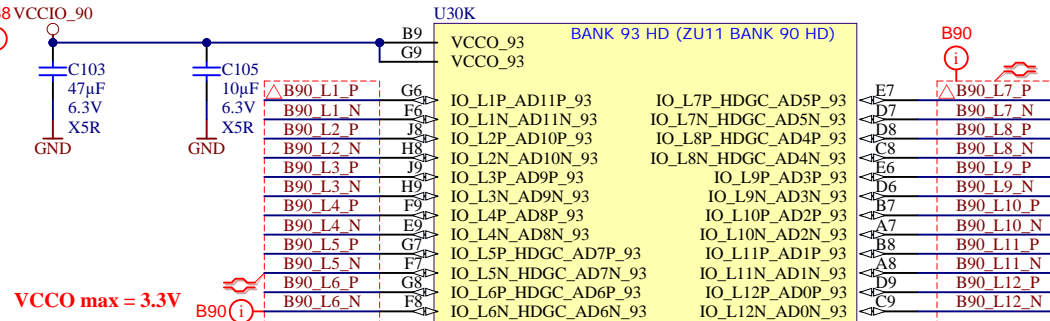 8 VCCIO_90
U30K
B9 VCCO_93
G9 VCCO_93
BANK 93 HD (ZU11 BANK 90 HD)
B90
i
C103
47µF
6.3V
X5R
GND
C105
10µF
6.3V
X5R
GND
B90_L1_P G6 IO_L1P_AD11P_93
B90_L1_N F6 IO_L1N_AD11N_93
B90_L2_P J8 IO_L2P_AD10P_93
B90_L2_N H8 IO_L2N_AD10N_93
B90_L3_P J9 IO_L3P_AD9P_93
B90_L3_N H9 IO_L3N_AD9N_93
B90_L4_P F9 IO_L4P_AD8P_93
B90_L4_N E9 IO_L4N_AD8N_93
B90_L5_P G7 IO_L5P_HDGC_AD7P_93
B90_L5_N F7 IO_L5N_HDGC_AD7N_93
B90_L6_P G8 IO_L6P_HDGC_AD6P_93
B90_L6_N F8 IO_L6N_HDGC_AD6N_93
IO_L7P_HDGC_AD5P_93 E7 B90_L7_P
IO_L7N_HDGC_AD5N_93 D7 B90_L7_N
IO_L8P_HDGC_AD4P_93 D8 B90_L8_P
IO_L8N_HDGC_AD4N_93 C8 B90_L8_N
IO_L9P_AD3P_93 E6 B90_L9_P
IO_L9N_AD3N_93 D6 B90_L9_N
IO_L10P_AD2P_93 B7 B90_L10_P
IO_L10N_AD2N_93 A7 B90_L10_N
IO_L11P_AD1P_93 B8 B90_L11_P
IO_L11N_AD1N_93 A8 B90_L11_N
IO_L12P_AD0P_93 D9 B90_L12_P
IO_L12N_AD0N_93 C9 B90_L12_N
VCCO max = 3.3V
B90 i